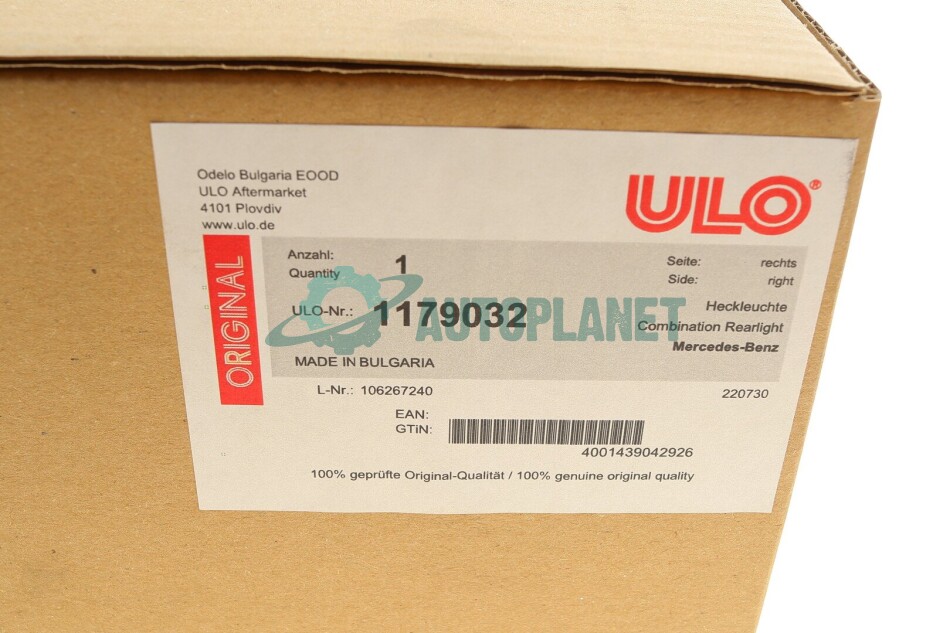 Odelo Bulgaria EOOD
ULO Aftermarket
4101 Plovdiv
www.ulo.de
ULO®
ORIGINAL
Anzahl: 1
Quantity
Seite: rechts
Side: right
ULO-Nr.: 1179032
Heckleuchte
Combination Rearlight
Mercedes-Benz
AUTOPLANET
MADE IN BULGARIA
L-Nr.: 106267240
220730
EAN:
GTiN:
4001439042926
100% geprüfte Original-Qualität / 100% genuine original quality